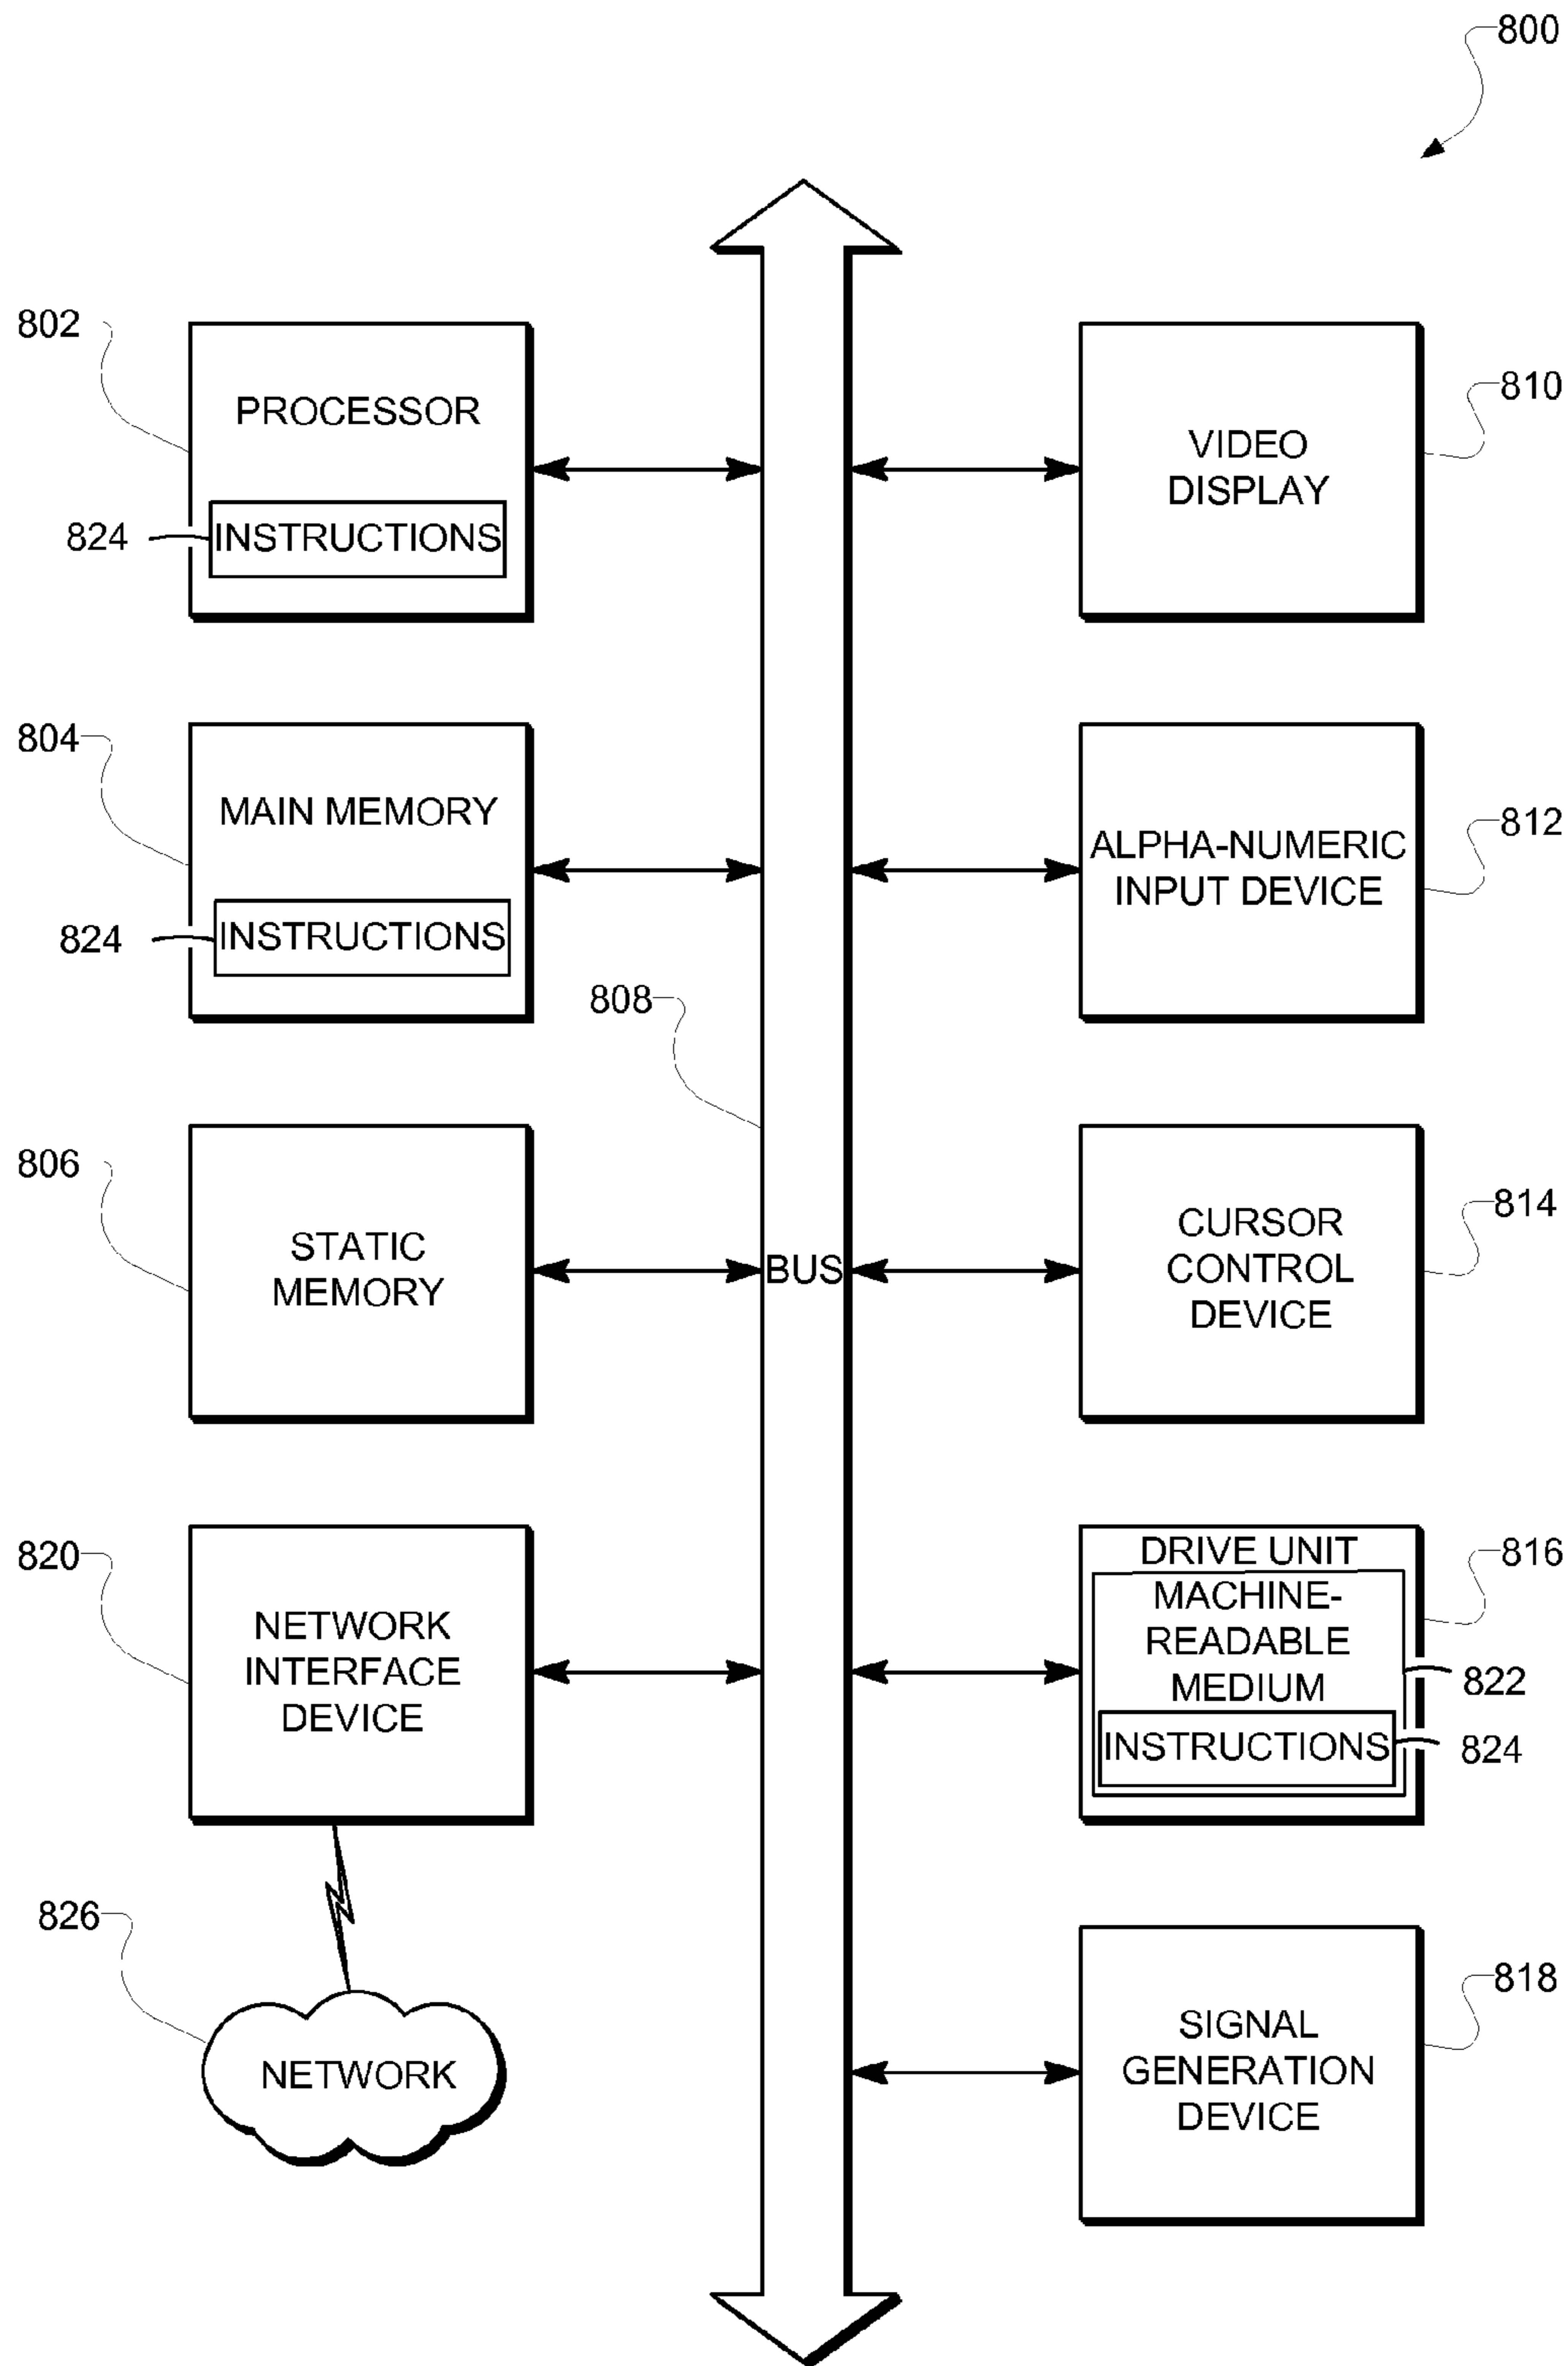 800
802
PROCESSOR
824
INSTRUCTIONS
810
VIDEO
DISPLAY
804
MAIN MEMORY
824
INSTRUCTIONS
812
ALPHA-NUMERIC
INPUT DEVICE
808
BUS
806
STATIC
MEMORY
814
CURSOR
CONTROL
DEVICE
820
NETWORK
INTERFACE
DEVICE
816
DRIVE UNIT
MACHINE-
READABLE
MEDIUM
822
INSTRUCTIONS
824
826
NETWORK
818
SIGNAL
GENERATION
DEVICE